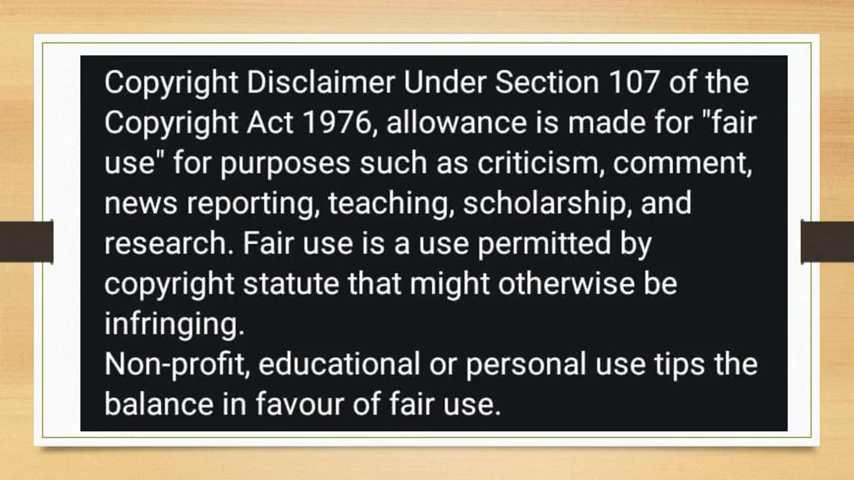 Copyright Disclaimer Under Section 107 of the
Copyright Act 1976, allowance is made for "fair
use" for purposes such as criticism, comment,
news reporting, teaching, scholarship, and
research. Fair use is a use permitted by
copyright statute that might otherwise be
infringing.
Non-profit, educational or personal use tips the
balance in favour of fair use.